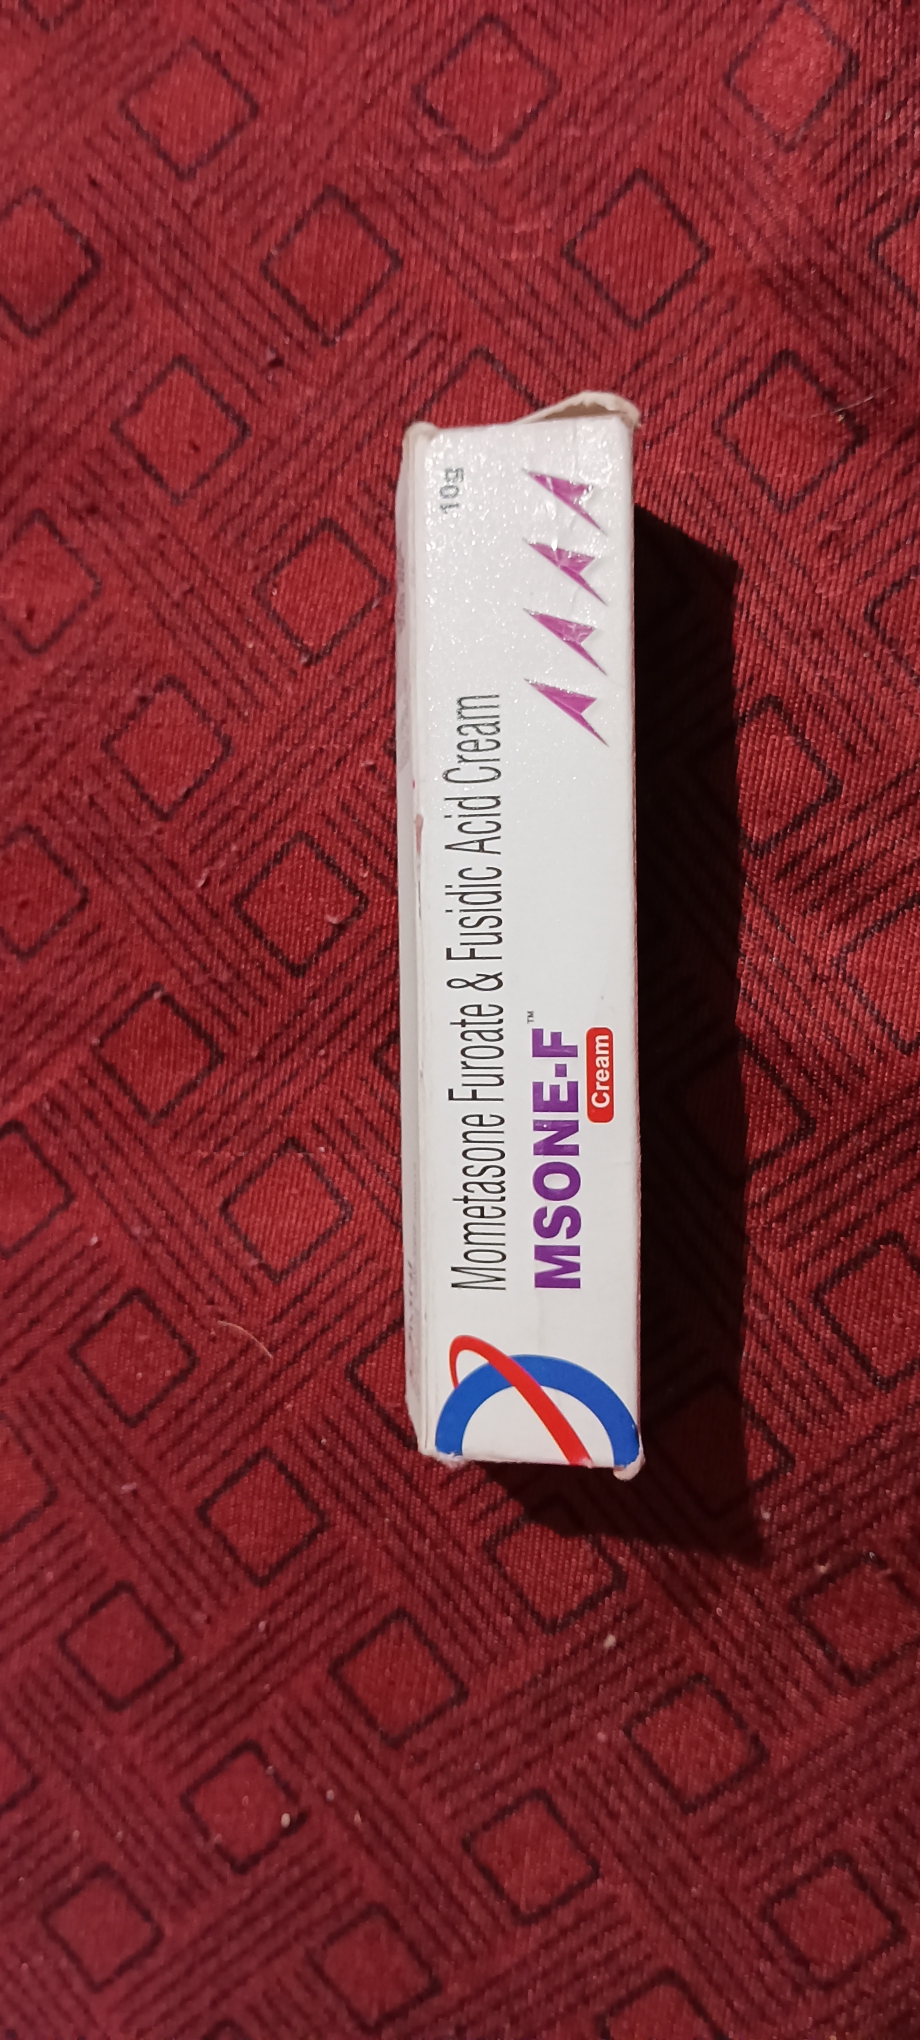 Mometasone Furoate & Fusidic Acid Cream
10g
MSONE-F™
Cream